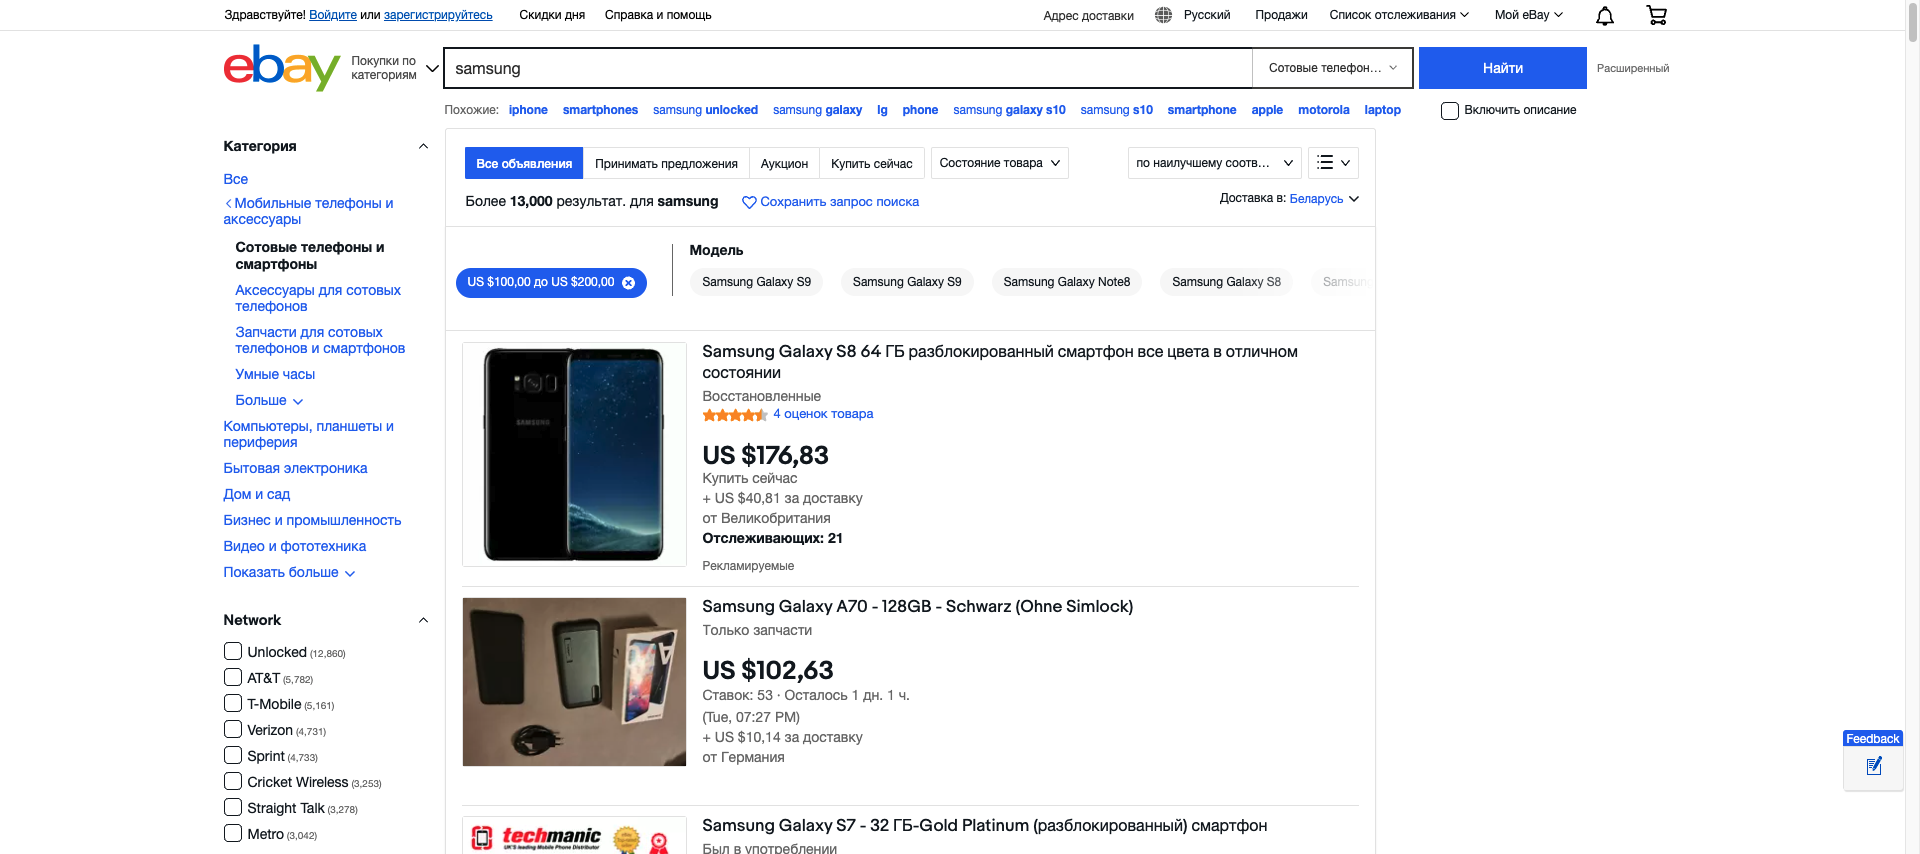 Здравствуйте! Войдите или зарегистрируйтесь Скидки дня Справка и помощь Адрес доставки Русский Продажи Список отслеживания Мой eBay
ebay
Покупки по
категориям
samsung
Сотовые телефон...
Найти
Расширенный
Похожие: iphone smartphones samsung unlocked samsung galaxy lg phone samsung galaxy s10 samsung s10 smartphone apple motorola laptop
Включить описание
Категория
Все
Мобильные телефоны и
аксессуары
Сотовые телефоны и
смартфоны
Аксессуары для сотовых
телефонов
Запчасти для сотовых
телефонов и смартфонов
Умные часы
Больше
Компьютеры, планшеты и
периферия
Бытовая электроника
Дом и сад
Бизнес и промышленность
Видео и фототехника
Показать больше
Network
Unlocked (12,860)
AT&T (5,782)
T-Mobile (5,161)
Verizon (4,731)
Sprint (4,733)
Cricket Wireless (3,253)
Straight Talk (3,278)
Metro (3,042)
Все объявления Принимать предложения Аукцион Купить сейчас Состояние товара по наилучшему соотв...
Более 13,000 результат. для samsung Сохранить запрос поиска
Доставка в: Беларусь
US $100,00 до US $200,00
Модель
Samsung Galaxy S9 Samsung Galaxy S9 Samsung Galaxy Note8 Samsung Galaxy S8
SAMSUNG
Samsung Galaxy S8 64 ГБ разблокированный смартфон все цвета в отличном
состоянии
Восстановленные
4 оценок товара
US $176,83
Купить сейчас
+ US $40,81 за доставку
от Великобритания
Отслеживающих: 21
Рекламируемые
Samsung Galaxy A70 - 128GB - Schwarz (Ohne Simlock)
Только запчасти
US $102,63
Ставок: 53 · Осталось 1 дн. 1 ч.
(Tue, 07:27 PM)
+ US $10,14 за доставку
от Германия
techmanic
UK'S leading Mobile Phone Distributor
Samsung Galaxy S7 - 32 ГБ-Gold Platinum (разблокированный) смартфон
Был в употреблении
Feedback